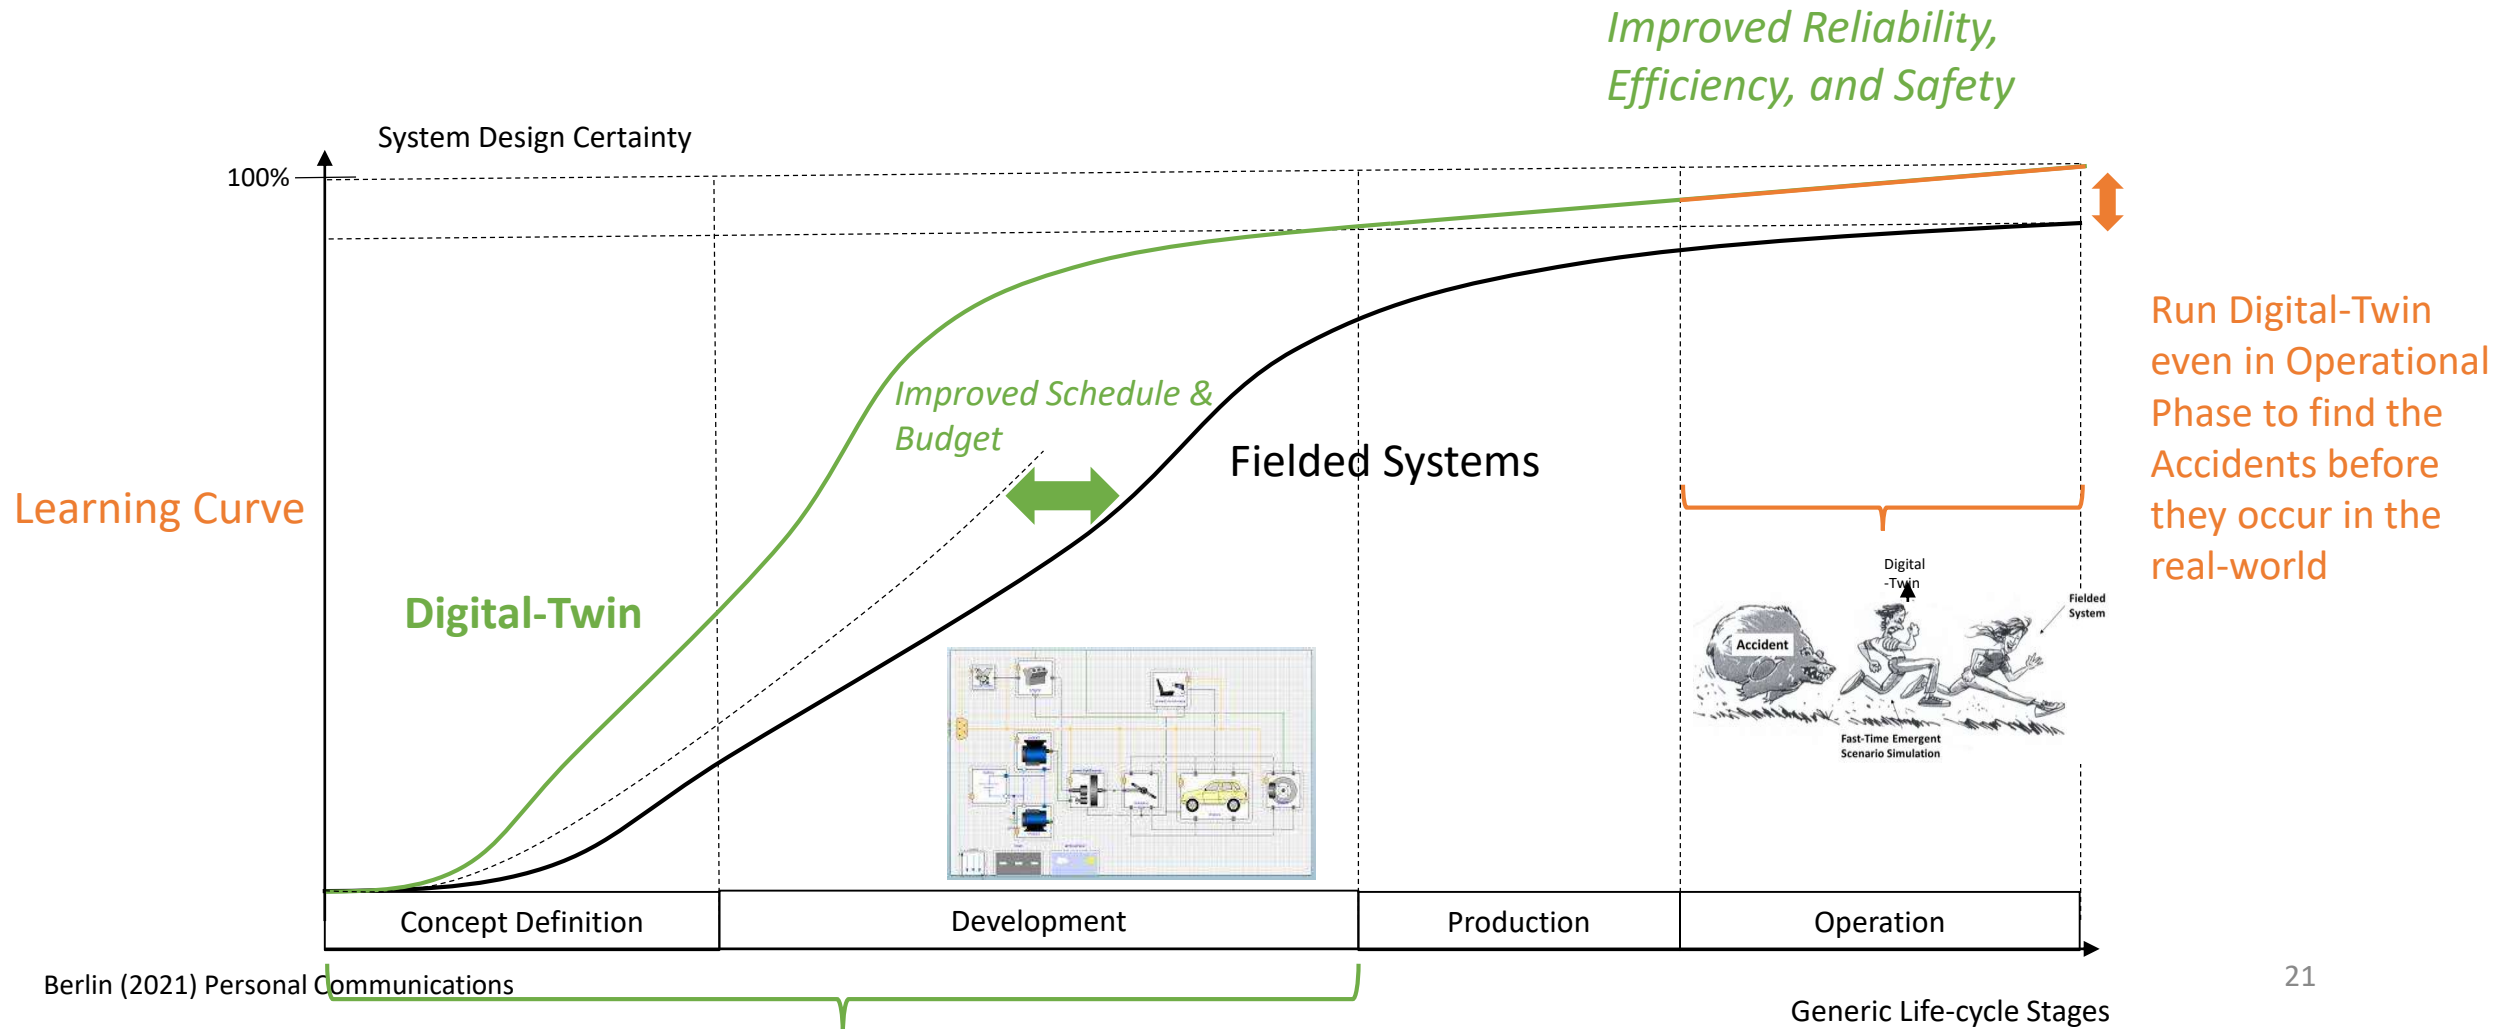 Improved Reliability,
Efficiency, and Safety
System Design Certainty
100%
Improved Schedule &
Budget
Fielded Systems
Learning Curve
Digital-Twin
Run Digital-Twin
even in Operational
Phase to find the
Accidents before
they occur in the
real-world
Digital
-Twin
Fielded
System
Accident
Fast-Time Emergent
Scenario Simulation
Concept Definition
Development
Production
Operation
Berlin (2021) Personal Communications
21
Generic Life-cycle Stages